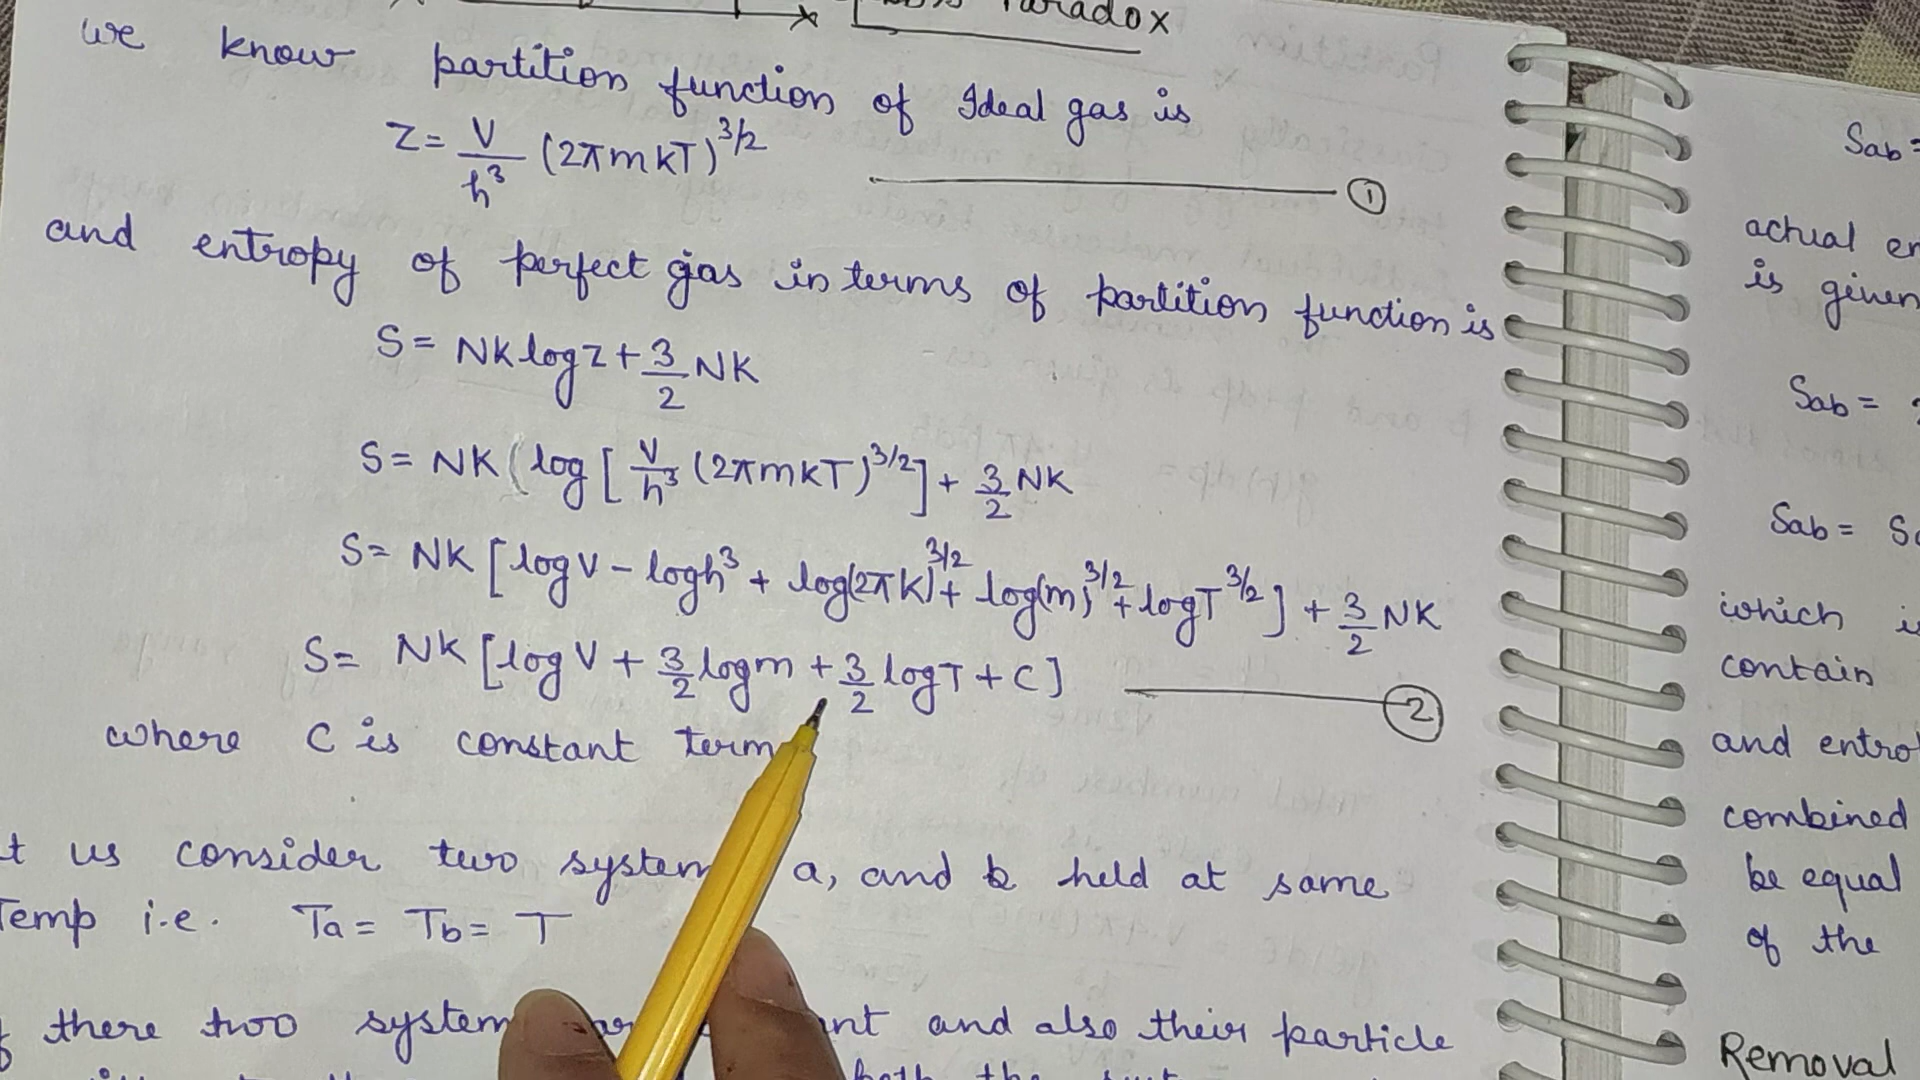 Paradox
we know partition function of Ideal gas is
Z = V/h³ (2πmkT)^3/2 ——— ①
and entropy of perfect gas in terms of partition function is
S = NK log Z + 3/2 NK
S = NK (log [V/h³ (2πmkT)^3/2] + 3/2 NK
S = NK [log V - log h³ + log(2πK)^3/2 + log(m)^3/2 + log T^3/2] + 3/2 NK
S = NK [log V + 3/2 log m + 3/2 log T + C] ——— ②
where C is constant term
us consider two system a, and b held at same
Temp i.e. Ta = Tb = T
there two system and also their particle
both the
Sab =
actual
is given
Sab =
Sab =
which
contain
and
combined
be equal
of the
Removal